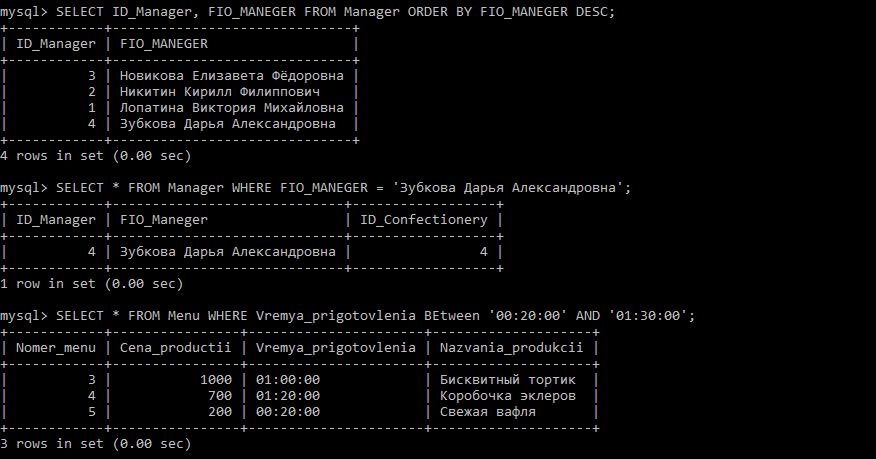 mysql> SELECT ID_Manager, FIO_MANEGER FROM Manager ORDER BY FIO_MANEGER DESC;
+------------+------------------------------+
| ID_Manager | FIO_MANEGER                  |
+------------+------------------------------+
|          3 | Новикова Елизавета Фёдоровна |
|          2 | Никитин Кирилл Филиппович    |
|          1 | Лопатина Виктория Михайловна |
|          4 | Зубкова Дарья Александровна  |
+------------+------------------------------+
4 rows in set (0.00 sec)
mysql> SELECT * FROM Manager WHERE FIO_MANEGER = 'Зубкова Дарья Александровна';
+------------+-----------------------------+------------------+
| ID_Manager | FIO_Maneger                 | ID_Confectionery |
+------------+-----------------------------+------------------+
|          4 | Зубкова Дарья Александровна |                4 |
+------------+-----------------------------+------------------+
1 row in set (0.00 sec)
mysql> SELECT * FROM Menu WHERE Vremya_prigotovlenia BEtween '00:20:00' AND '01:30:00';
+------------+----------------+----------------------+--------------------+
| Nomer_menu | Cena_productii | Vremya_prigotovlenia | Nazvania_produkcii |
+------------+----------------+----------------------+--------------------+
|          3 |           1000 | 01:00:00             | Бисквитный тортик  |
|          4 |            700 | 01:20:00             | Коробочка эклеров  |
|          5 |            200 | 00:20:00             | Свежая вафля       |
+------------+----------------+----------------------+--------------------+
3 rows in set (0.00 sec)